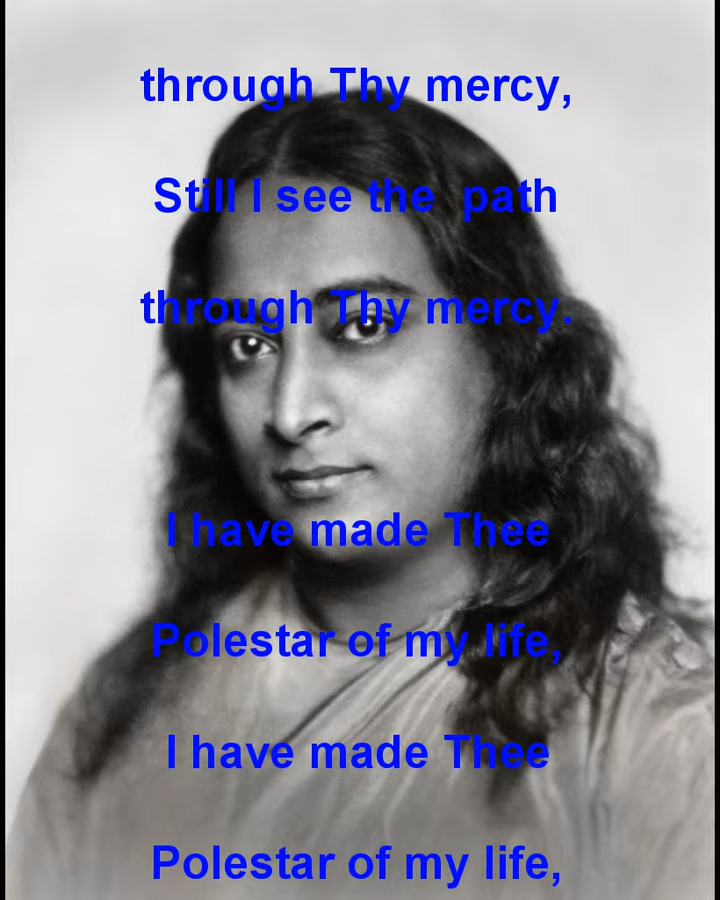 through Thy mercy,
Still I see the path
through Thy mercy.
I have made Thee
Polestar of my life,
I have made Thee
Polestar of my life,